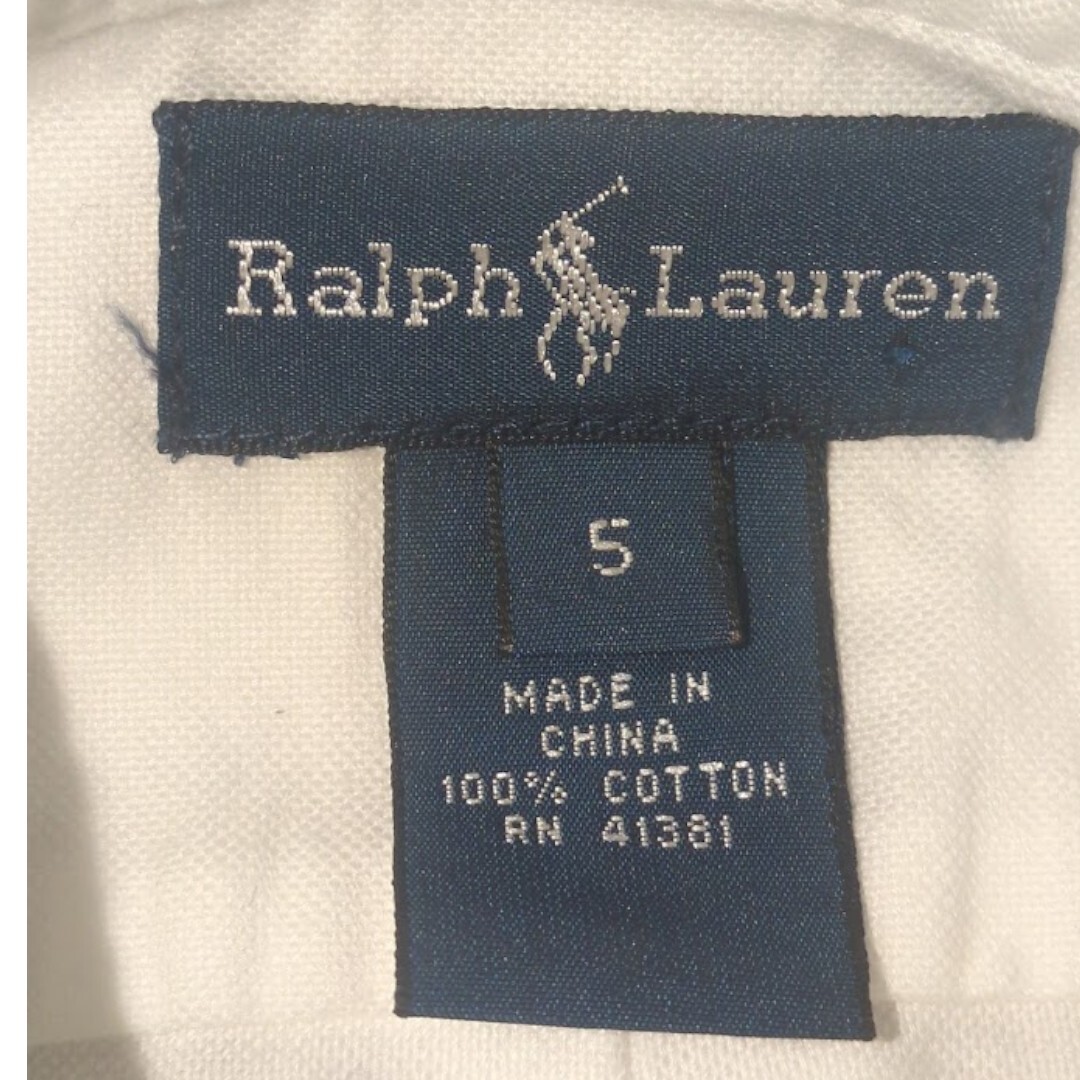 Ralph Lauren
5
MADE IN
CHINA
100% COTTON
RN 41381